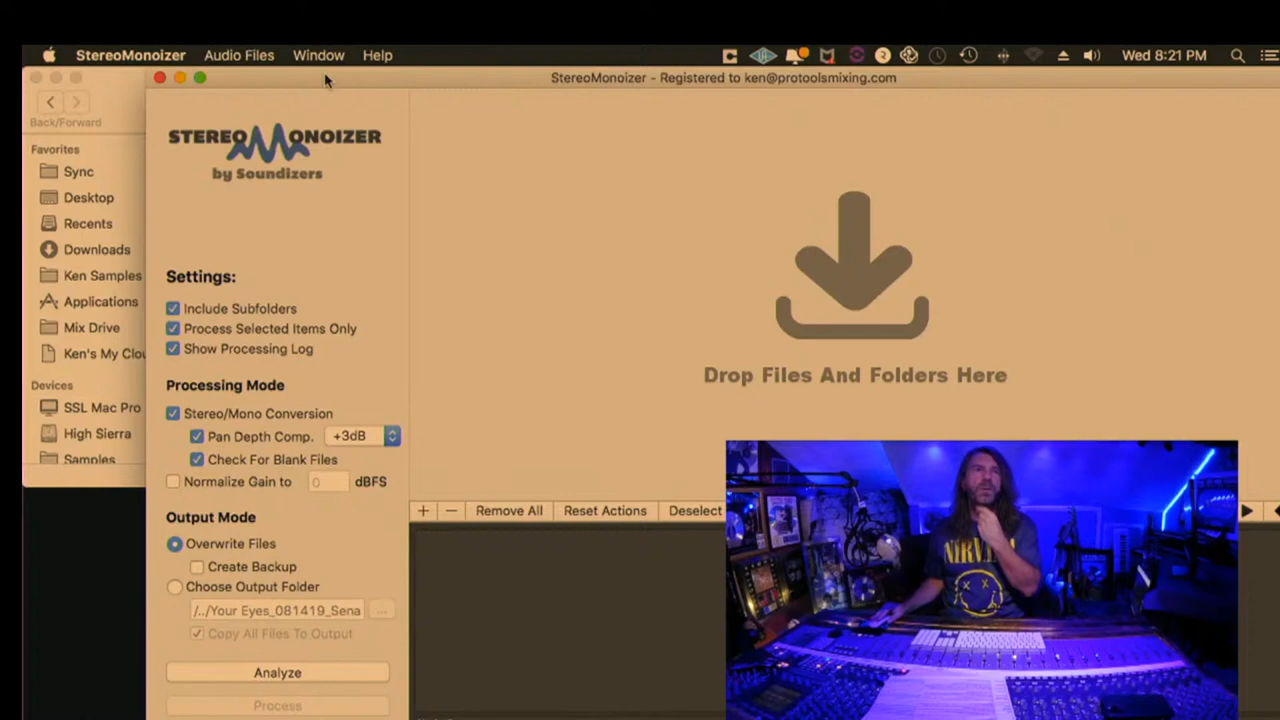 StereoMonoizer Audio Files Window Help Wed 8:21 PM
StereoMonoizer - Registered to ken@protoolsmixing.com
Back/Forward
Favorites
Sync
Desktop
Recents
Downloads
Ken Samples
Applications
Mix Drive
Ken's My Clou
Devices
SSL Mac Pro
High Sierra
Samples
STEREOMONOIZER
by Soundizers
Settings:
Include Subfolders
Process Selected Items Only
Show Processing Log
Processing Mode
Stereo/Mono Conversion
Pan Depth Comp. +3dB
Check For Blank Files
Normalize Gain to 0 dBFS
Output Mode
Overwrite Files
Create Backup
Choose Output Folder
/../Your Eyes_081419_Sena ...
Copy All Files To Output
Analyze
Process
Drop Files And Folders Here
+ − Remove All Reset Actions Deselect
NIRVANA